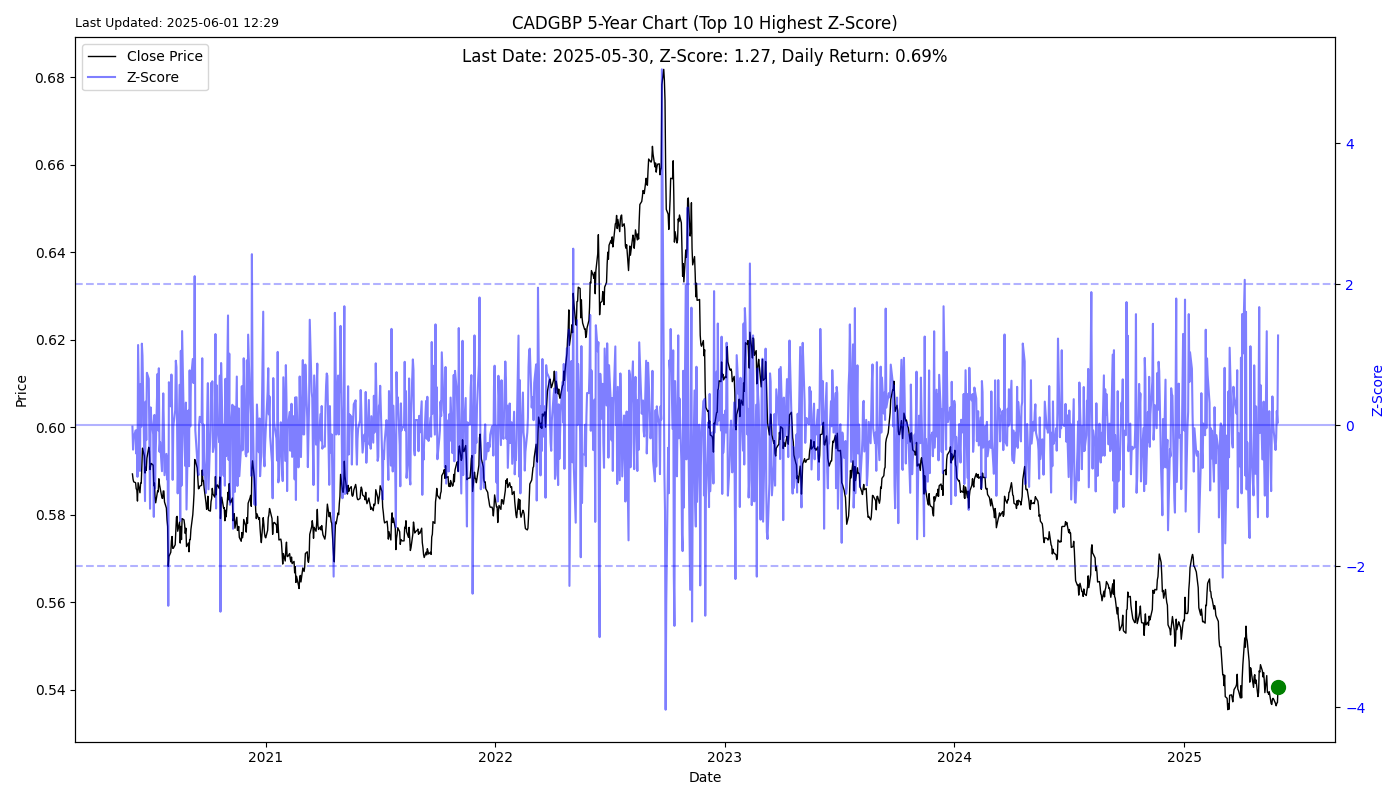 Last Updated: 2025-06-01 12:29
CADGBP 5-Year Chart (Top 10 Highest Z-Score)
Last Date: 2025-05-30, Z-Score: 1.27, Daily Return: 0.69%
Close Price
Z-Score
Price
0.68
0.66
0.64
0.62
0.60
0.58
0.56
0.54
4
2
0
−2
−4
Z-Score
2021
2022
2023
2024
2025
Date